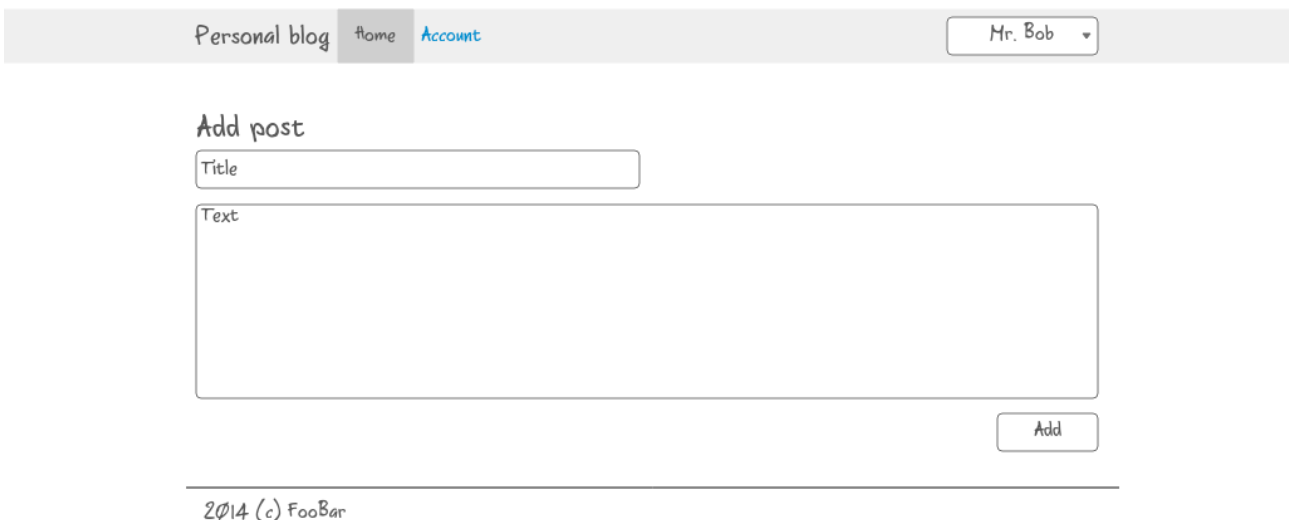 Personal blog Home Account Mr. Bob
Add post
Title
Text
Add
2014 (c) FooBar